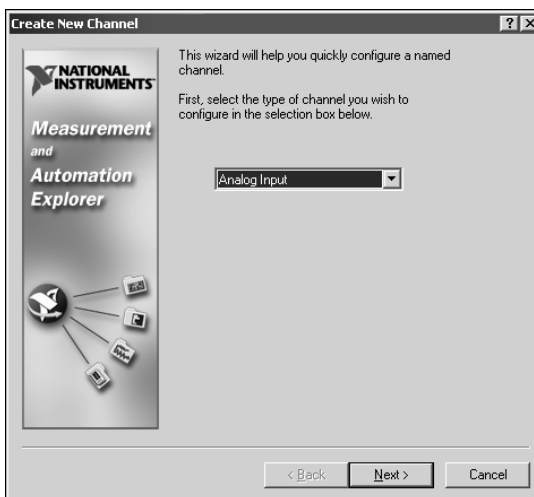 Create New Channel
NATIONAL
INSTRUMENTS
Measurement
and
Automation
Explorer
This wizard will help you quickly configure a named
channel.
First, select the type of channel you wish to
configure in the selection box below.
Analog Input
< Back
Next >
Cancel